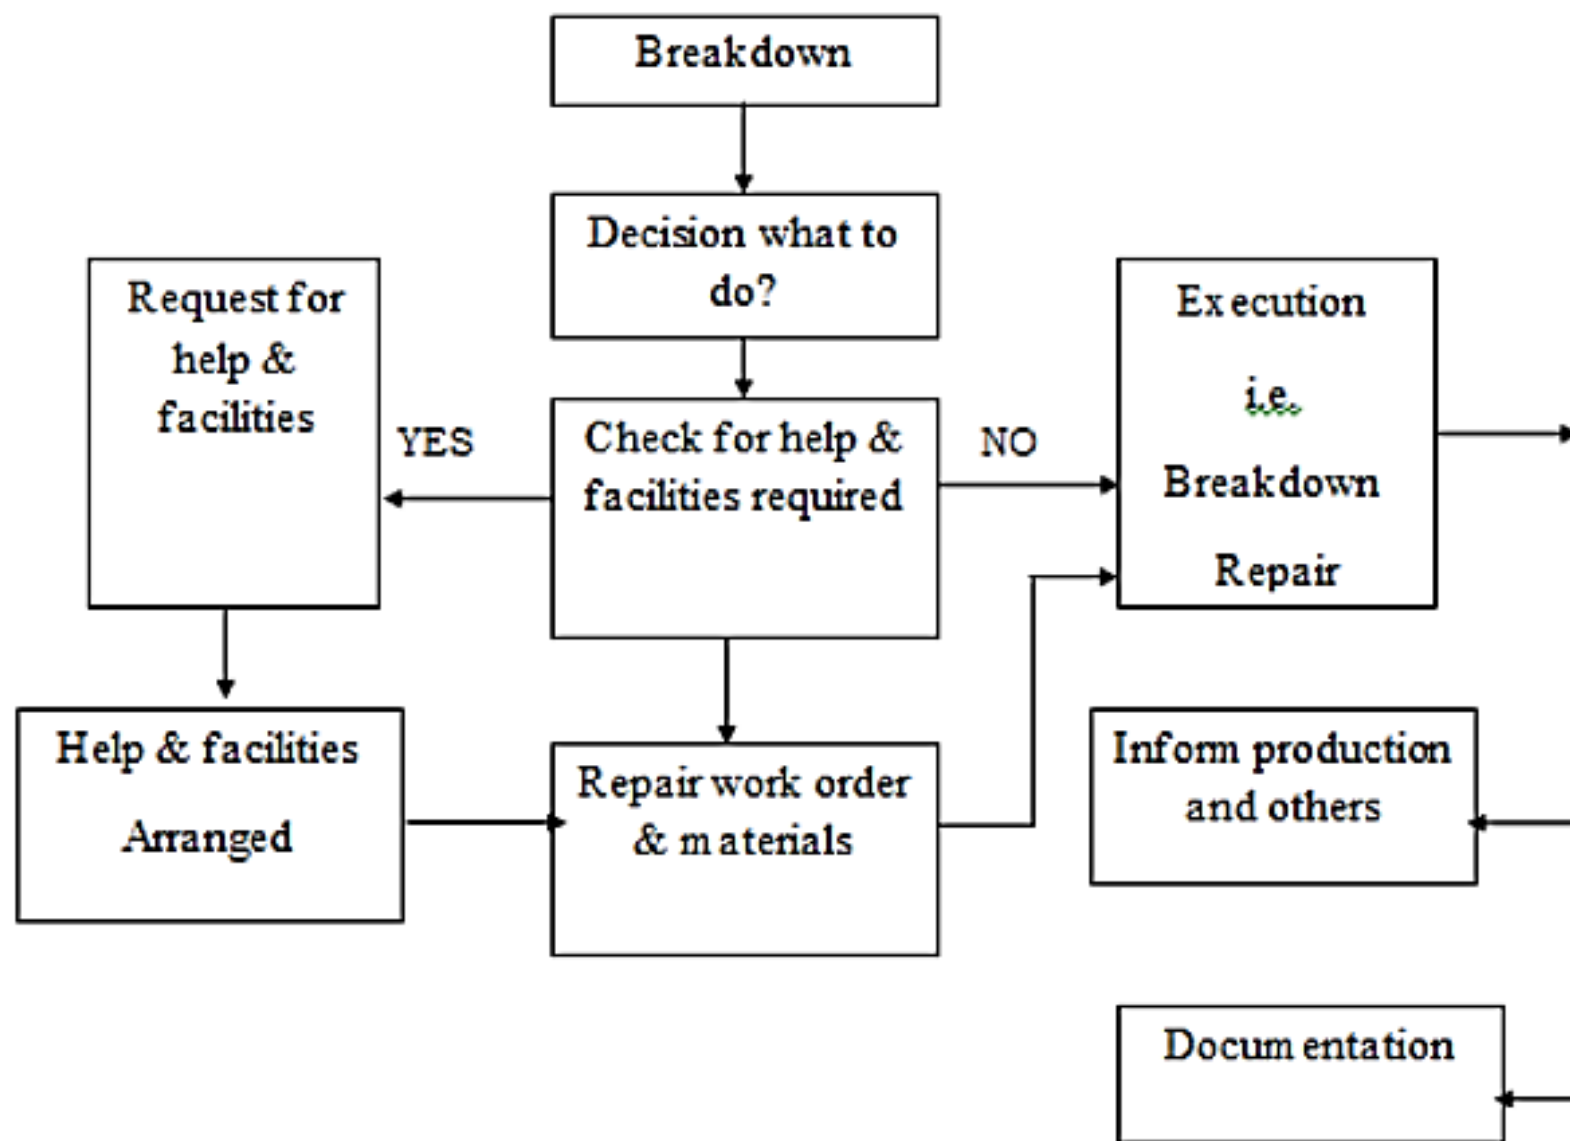 Breakdown
Decision what to
do?
Request for
help &
facilities
YES
Check for help &
facilities required
NO
Execution
i.e.
Breakdown
Repair
Help & facilities
Arranged
Repair work order
& materials
Inform production
and others
Documentation